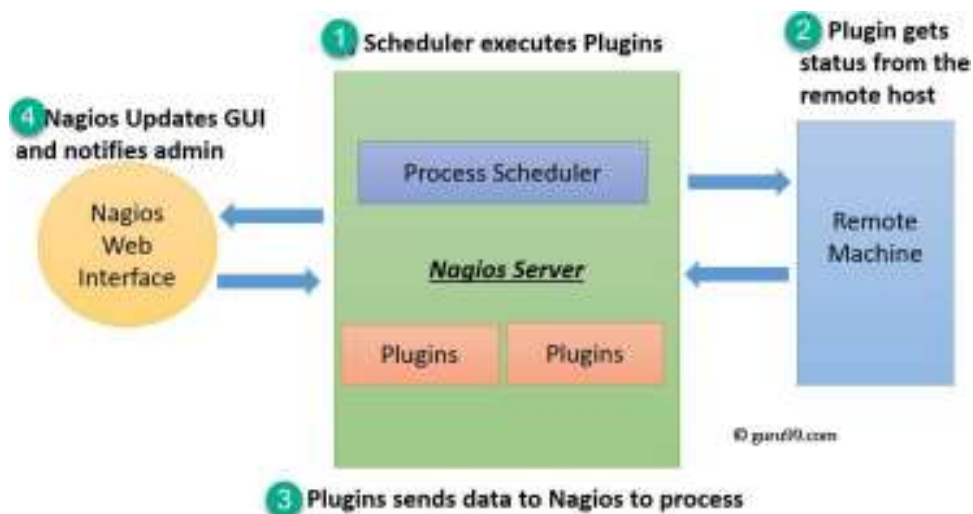 1 Scheduler executes Plugins
2 Plugin gets
status from the
remote host
4 Nagios Updates GUI
and notifies admin
Process Scheduler
Nagios
Web
Interface
Remote
Machine
Nagios Server
Plugins
Plugins
© guru99.com
3 Plugins sends data to Nagios to process